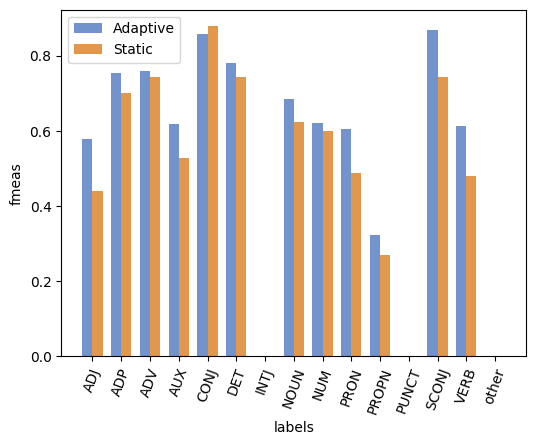 Adaptive
Static
fmeas
0.8
0.6
0.4
0.2
0.0
ADJ ADP ADV AUX CONJ DET INTJ NOUN NUM PRON PROPN PUNCT SCONJ VERB other
labels